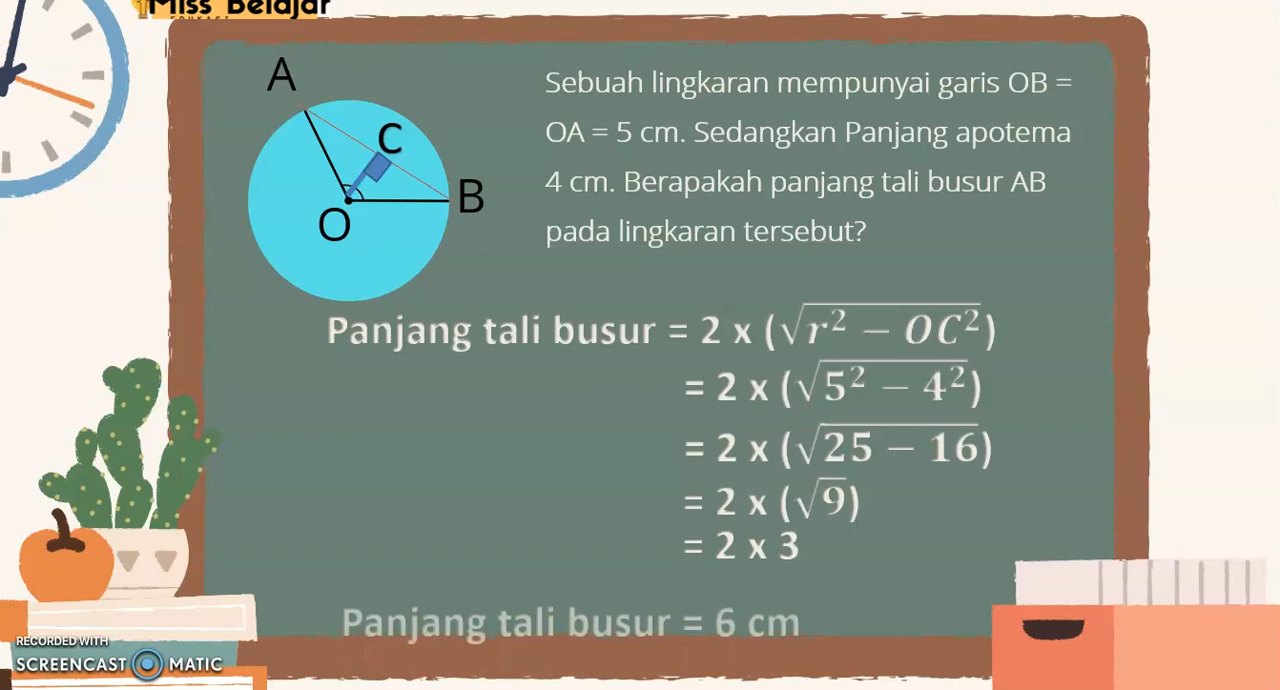 Miss Belajar
EDUKASI
A
C
B
O
Sebuah lingkaran mempunyai garis OB =
OA = 5 cm. Sedangkan Panjang apotema
4 cm. Berapakah panjang tali busur AB
pada lingkaran tersebut?
Panjang tali busur = 2 x (√r² − OC²)
= 2 x (√5² − 4²)
= 2 x (√25 − 16)
= 2 x (√9)
= 2 x 3
Panjang tali busur = 6 cm
RECORDED WITH
SCREENCAST MATIC